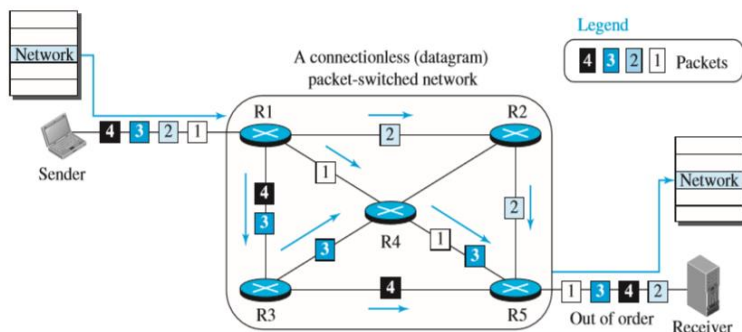 Network
Legend
4 3 2 1 Packets
A connectionless (datagram)
packet-switched network
R1
R2
2
4 3 2 1
Sender
1
4
3
Network
2
R4
3
1
3
R3
4
R5
1 3 4 2
Out of order
Receiver